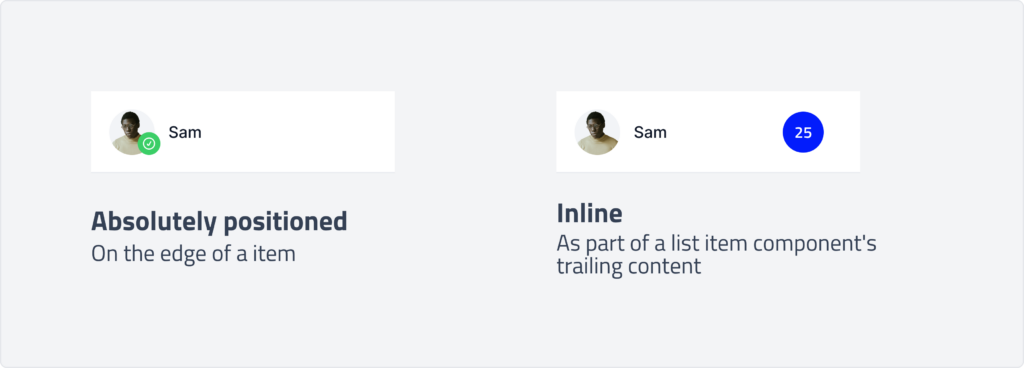 Sam
Absolutely positioned
On the edge of a item
Sam
25
Inline
As part of a list item component's
trailing content